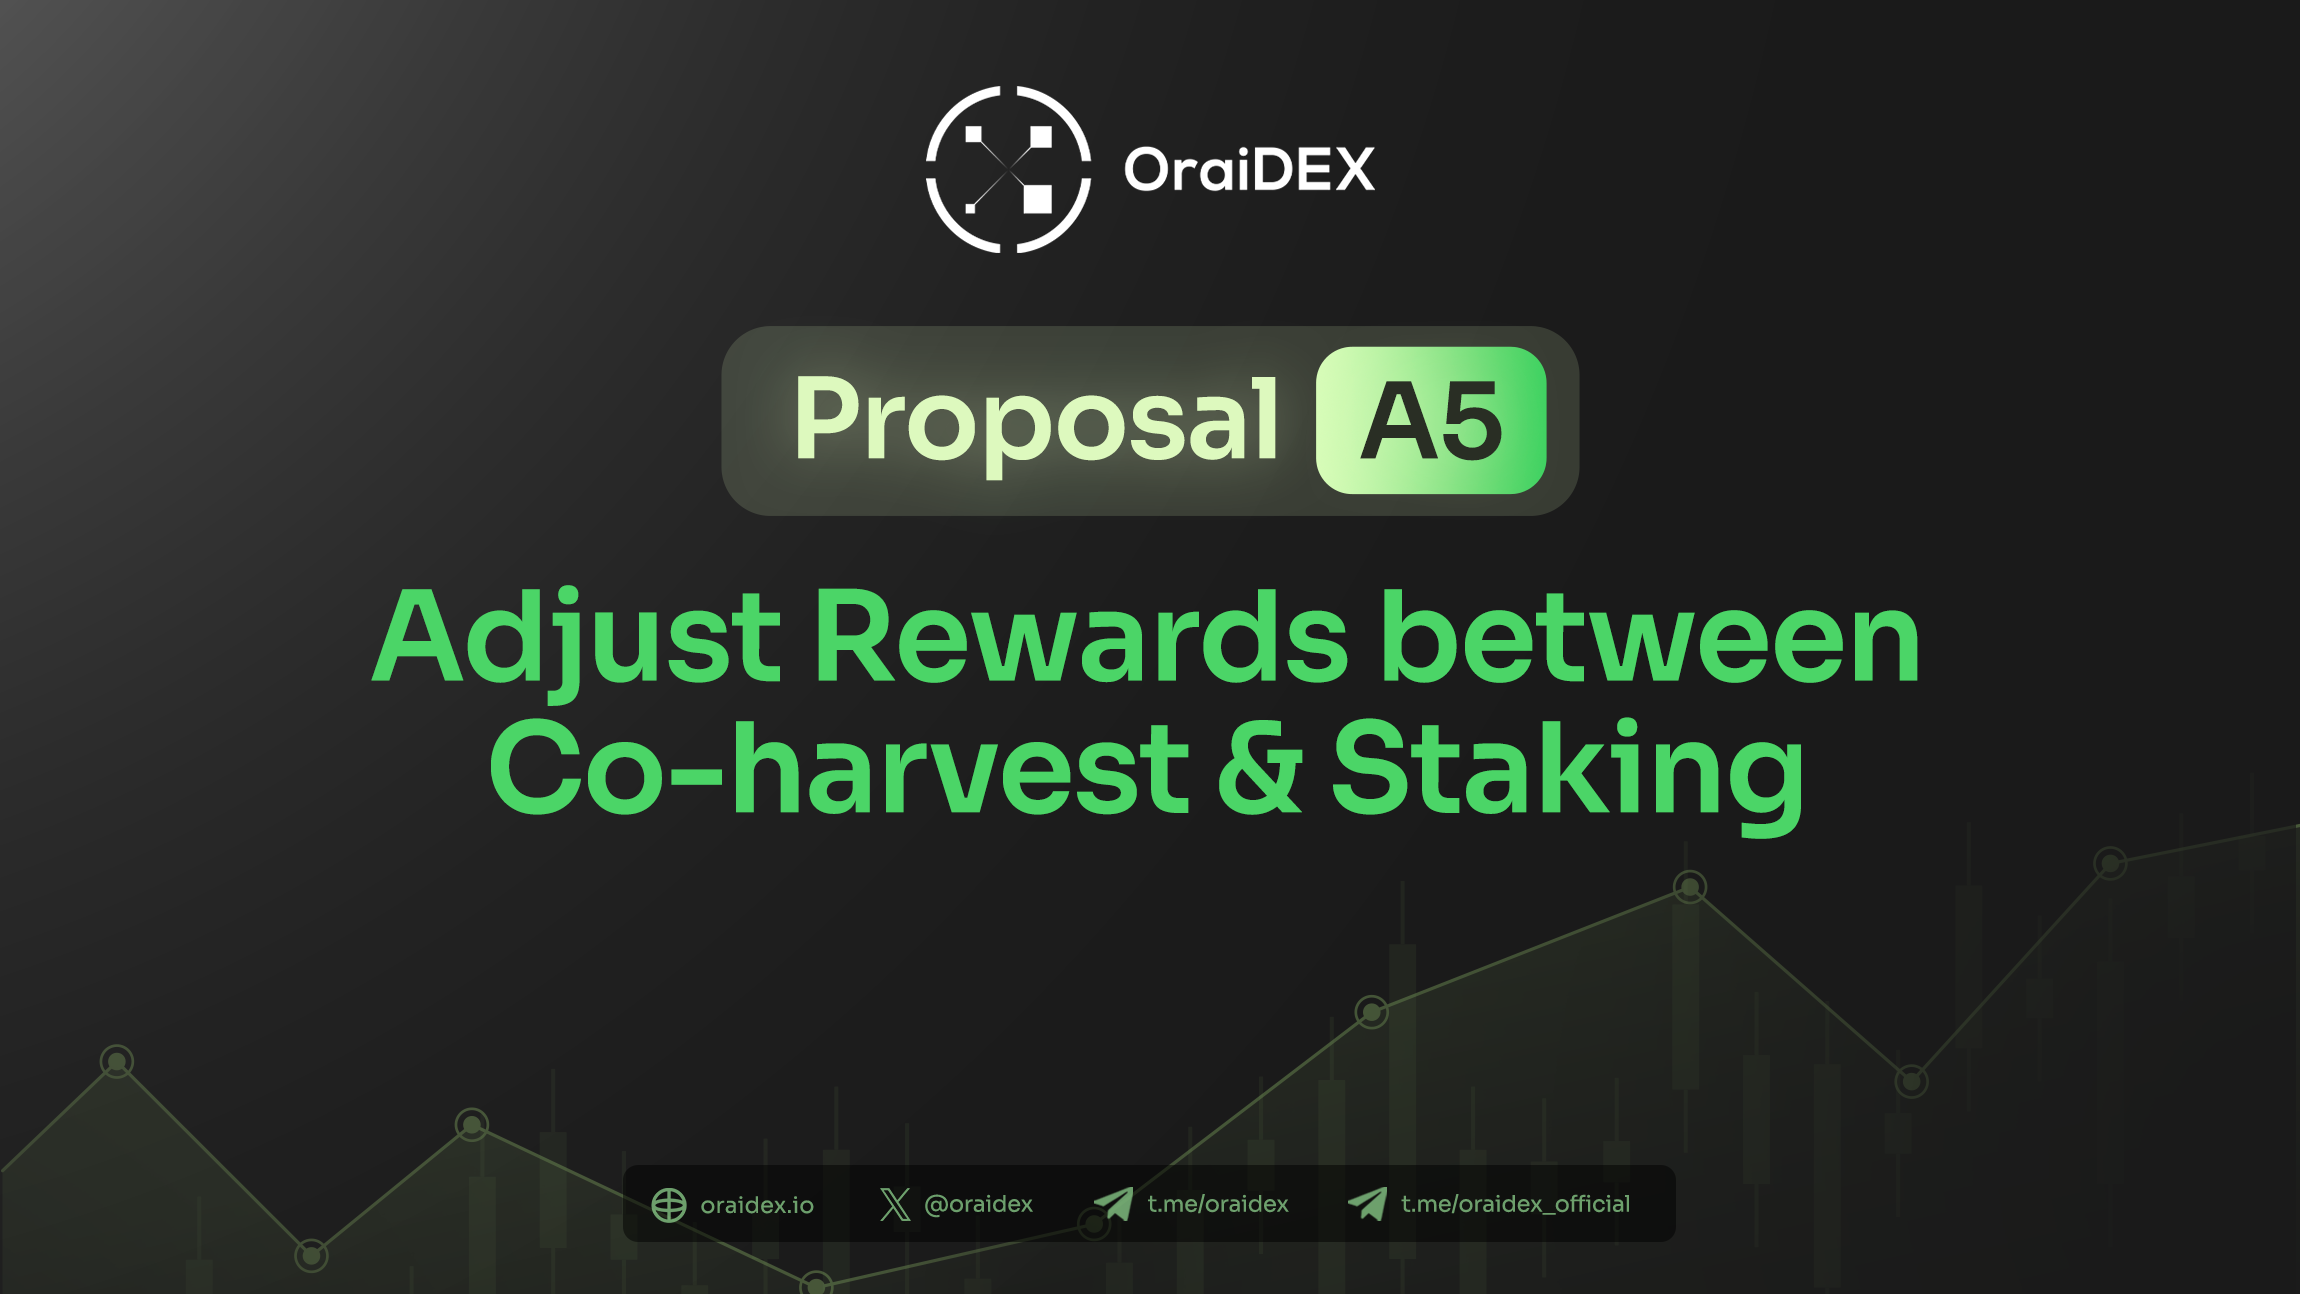 OraiDEX
Proposal A5
Adjust Rewards between
Co-harvest & Staking
oraidex.io @oraidex t.me/oraidex t.me/oraidex_official